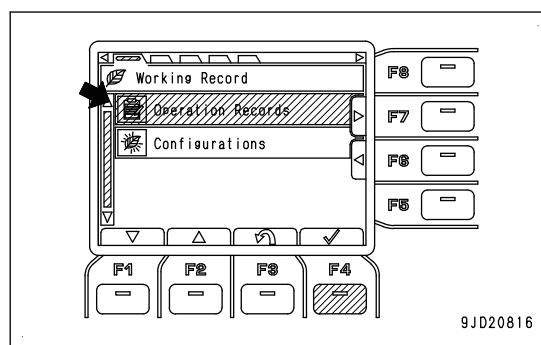 Working Record
Operation Records
Configurations
F8
F7
F6
F5
F1
F2
F3
F4
9JD20816